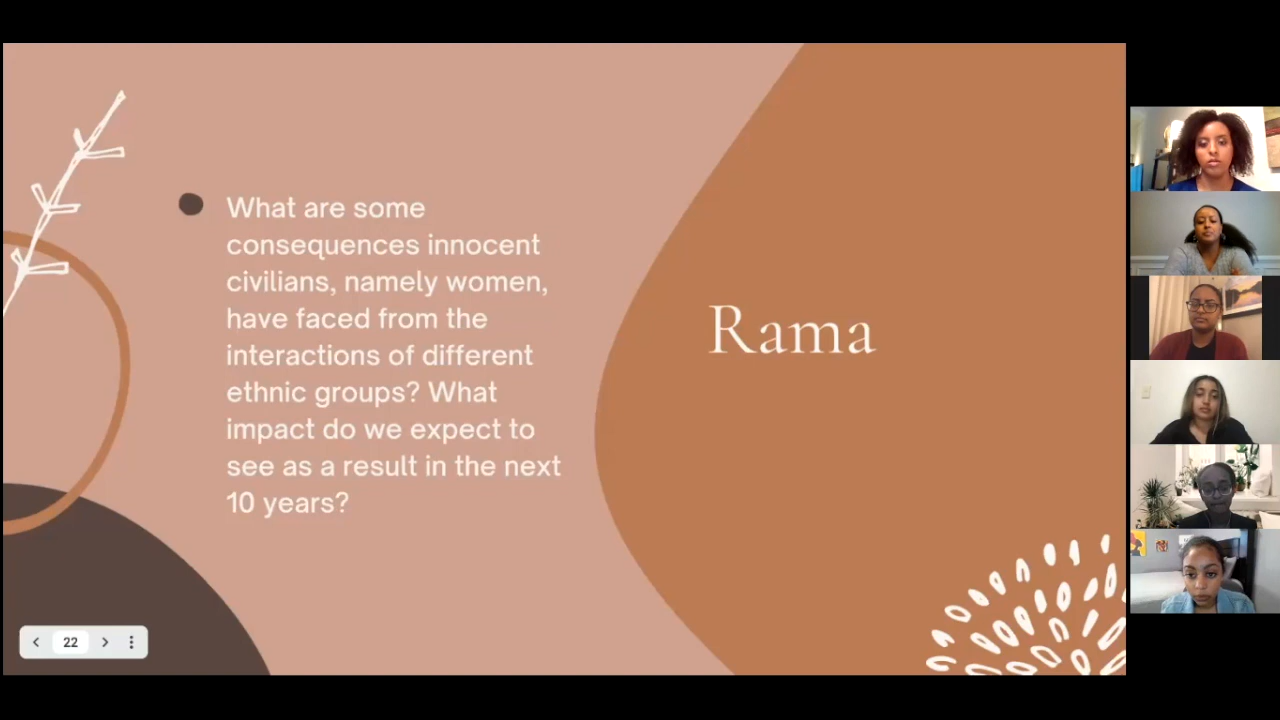 What are some
consequences innocent
civilians, namely women,
have faced from the
interactions of different
ethnic groups? What
impact do we expect to
see as a result in the next
10 years?
Rama
22